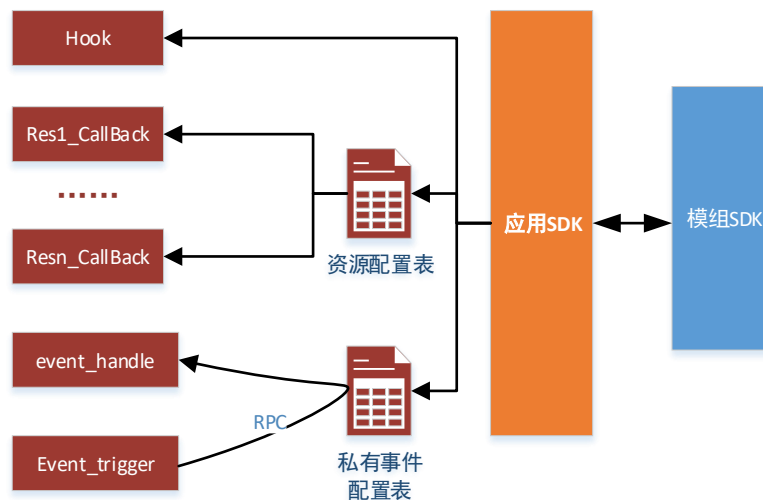 Hook
Res1_CallBack
……
Resn_CallBack
资源配置表
应用SDK
模组SDK
event_handle
RPC
Event_trigger
私有事件
配置表